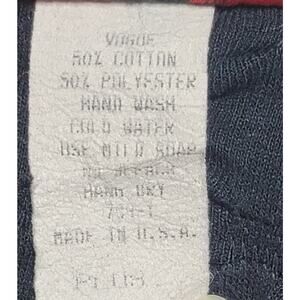 VOGUE
50% COTTON
50% POLYESTER
HAND WASH
COLD WATER
USE MILD SOAP
NO BLEACH
HANG DRY
MADE IN U.S.A.